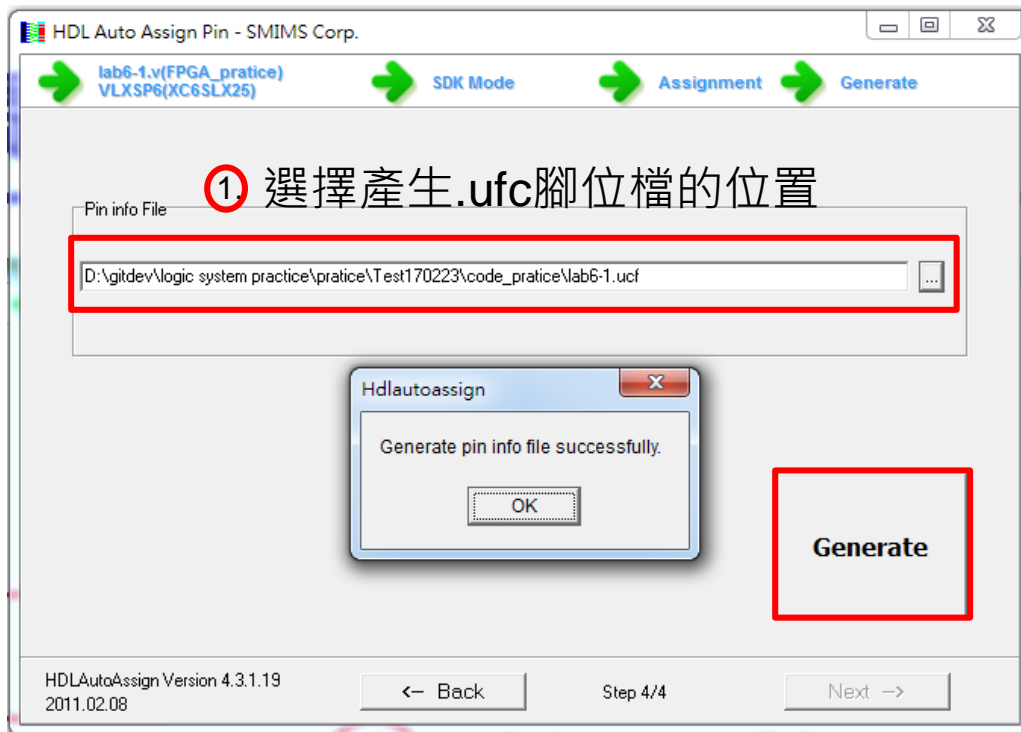 HDL Auto Assign Pin - SMIMS Corp.
lab6-1.v(FPGA_pratice)
VLXSP6(XC6SLX25)
SDK Mode
Assignment
Generate
1. 選擇產生.ufc腳位檔的位置
Pin info File
D:\gitdev\logic system practice\pratice\Test170223\code_pratice\lab6-1.ucf
...
Hdlautoassign
Generate pin info file successfully.
OK
Generate
HDLAutoAssign Version 4.3.1.19
2011.02.08
<- Back
Step 4/4
Next ->